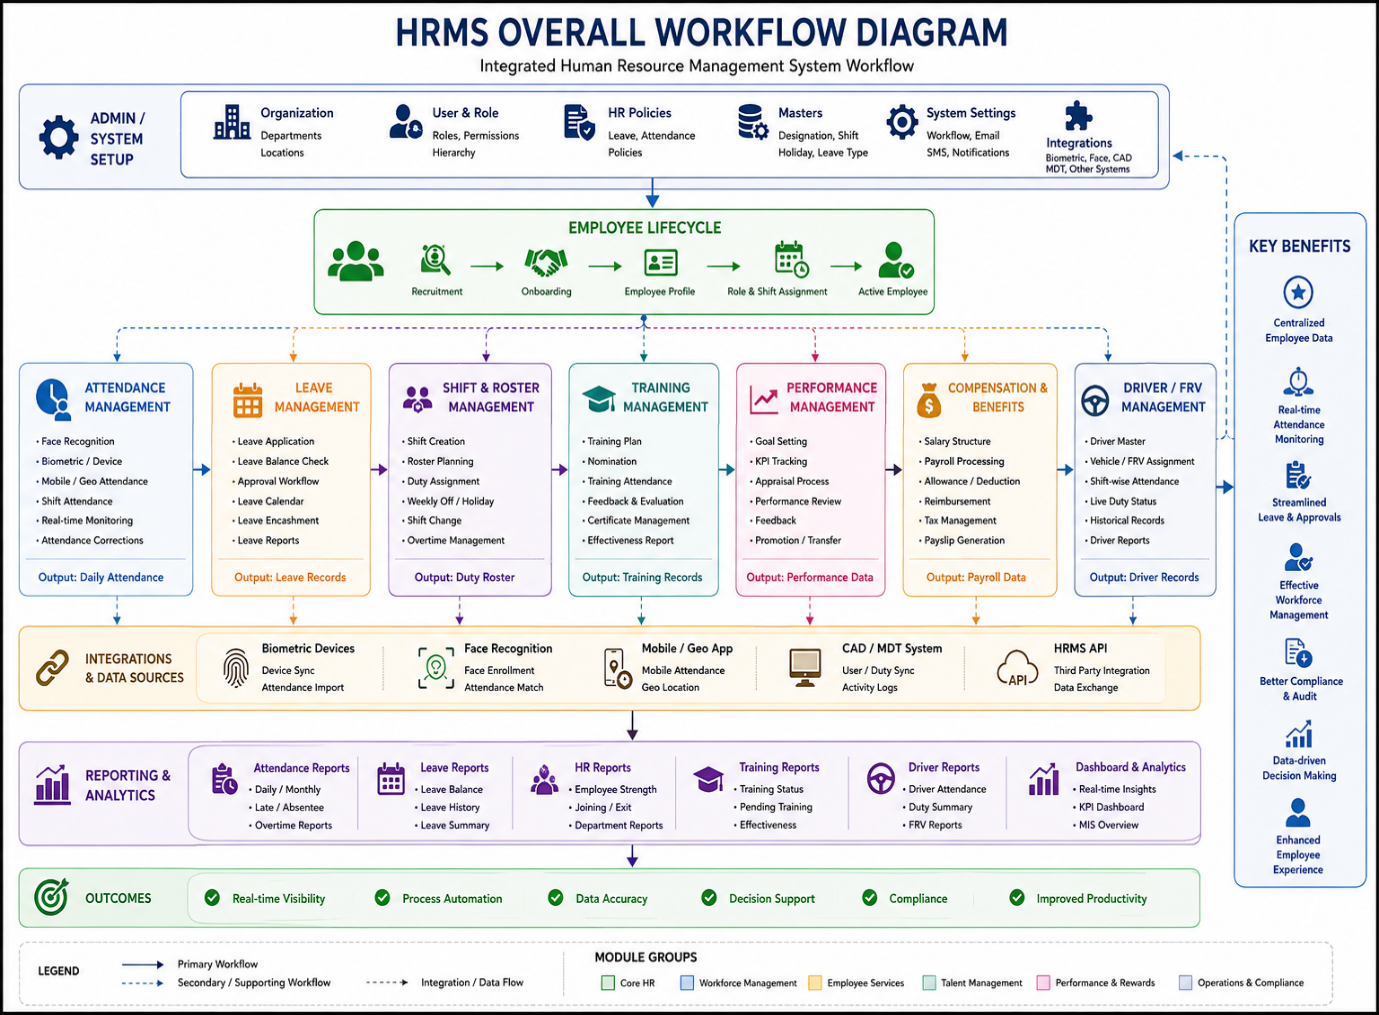 HRMS OVERALL WORKFLOW DIAGRAM
Integrated Human Resource Management System Workflow
ADMIN /
SYSTEM
SETUP
Organization
Departments
Locations
User & Role
Roles, Permissions
Hierarchy
HR Policies
Leave, Attendance
Policies
Masters
Designation, Shift
Holiday, Leave Type
System Settings
Workflow, Email
SMS, Notifications
Integrations
Biometric, Face, CAD
MDT, Other Systems
EMPLOYEE LIFECYCLE
Recruitment
Onboarding
Employee Profile
Role & Shift Assignment
Active Employee
ATTENDANCE
MANAGEMENT
• Face Recognition
• Biometric / Device
• Mobile / Geo Attendance
• Shift Attendance
• Real-time Monitoring
• Attendance Corrections
Output: Daily Attendance
LEAVE
MANAGEMENT
• Leave Application
• Leave Balance Check
• Approval Workflow
• Leave Calendar
• Leave Encashment
• Leave Reports
Output: Leave Records
SHIFT & ROSTER
MANAGEMENT
• Shift Creation
• Roster Planning
• Duty Assignment
• Weekly Off / Holiday
• Shift Change
• Overtime Management
Output: Duty Roster
TRAINING
MANAGEMENT
• Training Plan
• Nomination
• Training Attendance
• Feedback & Evaluation
• Certificate Management
• Effectiveness Report
Output: Training Records
PERFORMANCE
MANAGEMENT
• Goal Setting
• KPI Tracking
• Appraisal Process
• Performance Review
• Feedback
• Promotion / Transfer
Output: Performance Data
COMPENSATION &
BENEFITS
• Salary Structure
• Payroll Processing
• Allowance / Deduction
• Reimbursement
• Tax Management
• Payslip Generation
Output: Payroll Data
DRIVER / FRV
MANAGEMENT
• Driver Master
• Vehicle / FRV Assignment
• Shift-wise Attendance
• Live Duty Status
• Historical Records
• Driver Reports
Output: Driver Records
KEY BENEFITS
Centralized
Employee Data
Real-time
Attendance
Monitoring
Streamlined
Leave & Approvals
Effective
Workforce
Management
Better Compliance
& Audit
Data-driven
Decision Making
Enhanced
Employee
Experience
INTEGRATIONS
& DATA SOURCES
Biometric Devices
Device Sync
Attendance Import
Face Recognition
Face Enrollment
Attendance Match
Mobile / Geo App
Mobile Attendance
Geo Location
CAD / MDT System
User / Duty Sync
Activity Logs
API
HRMS API
Third Party Integration
Data Exchange
REPORTING &
ANALYTICS
Attendance Reports
• Daily / Monthly
• Late / Absentee
• Overtime Reports
Leave Reports
• Leave Balance
• Leave History
• Leave Summary
HR Reports
• Employee Strength
• Joining / Exit
• Department Reports
Training Reports
• Training Status
• Pending Training
• Effectiveness
Driver Reports
• Driver Attendance
• Duty Summary
• FRV Reports
Dashboard & Analytics
• Real-time Insights
• KPI Dashboard
• MIS Overview
OUTCOMES
Real-time Visibility
Process Automation
Data Accuracy
Decision Support
Compliance
Improved Productivity
LEGEND
Primary Workflow
Secondary / Supporting Workflow
Integration / Data Flow
MODULE GROUPS
Core HR
Workforce Management
Employee Services
Talent Management
Performance & Rewards
Operations & Compliance